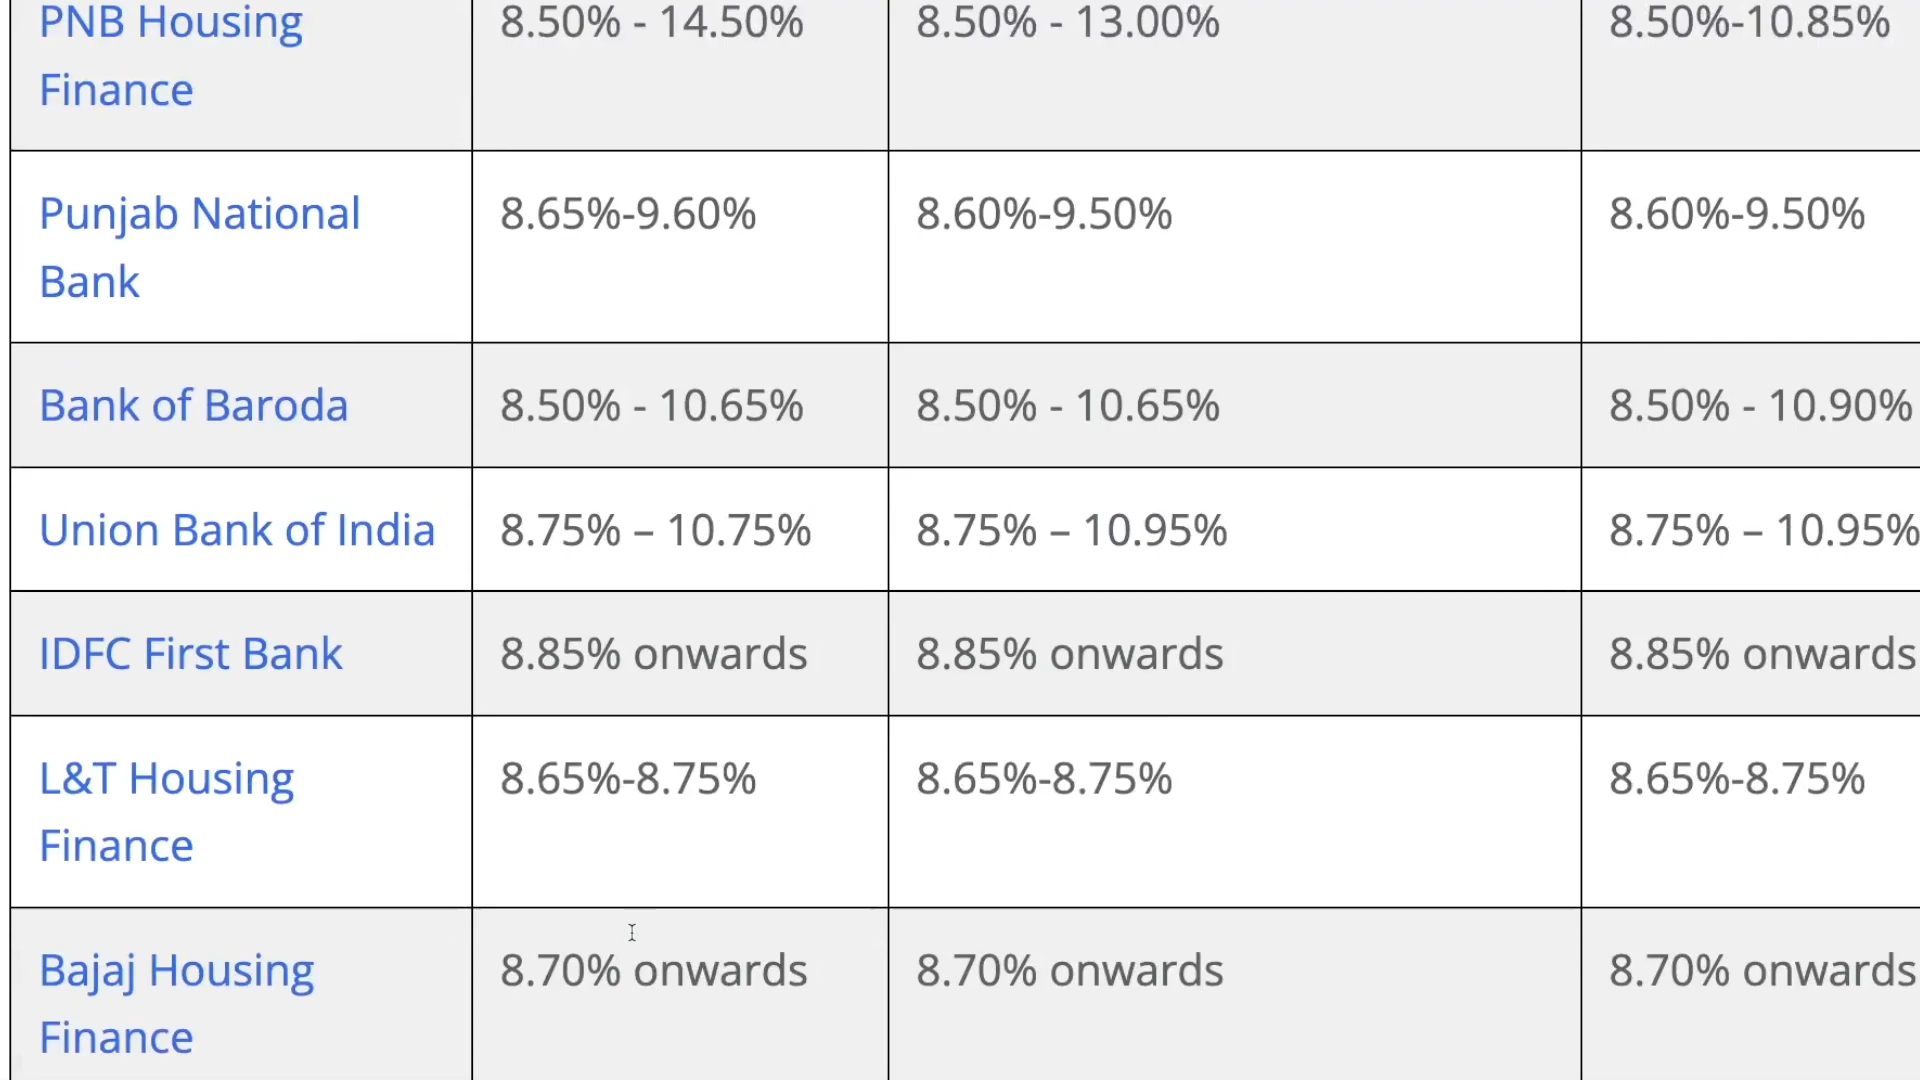 PNB Housing 8.50% - 14.50% 8.50% - 13.00% 8.50%-10.85%
Finance
Punjab National 8.65%-9.60% 8.60%-9.50% 8.60%-9.50%
Bank
Bank of Baroda 8.50% - 10.65% 8.50% - 10.65% 8.50% - 10.90%
Union Bank of India 8.75% – 10.75% 8.75% – 10.95% 8.75% – 10.95%
IDFC First Bank 8.85% onwards 8.85% onwards 8.85% onwards
L&T Housing 8.65%-8.75% 8.65%-8.75% 8.65%-8.75%
Finance
Bajaj Housing 8.70% onwards 8.70% onwards 8.70% onwards
Finance